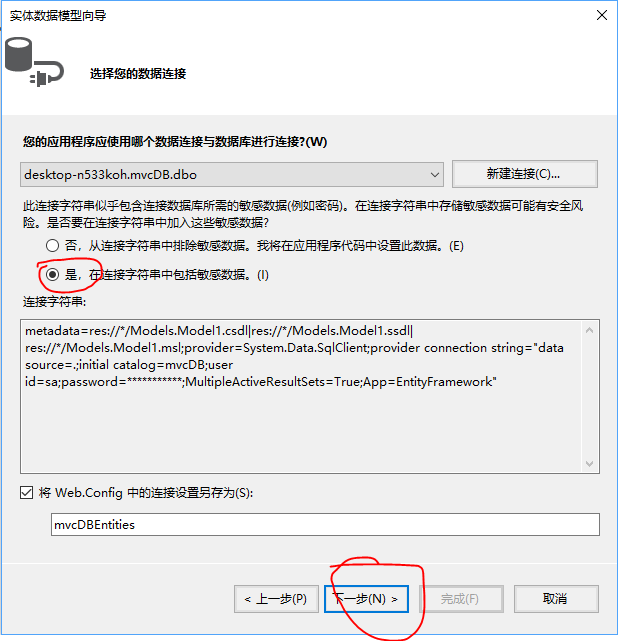 实体数据模型向导
选择您的数据连接
您的应用程序应使用哪个数据连接与数据库进行连接?(W)
desktop-n533koh.mvcDB.dbo
新建连接(C)...
此连接字符串似乎包含连接数据库所需的敏感数据(例如密码)。在连接字符串中存储敏感数据可能有安全风
险。是否要在连接字符串中加入这些敏感数据?
否，从连接字符串中排除敏感数据。我将在应用程序代码中设置此数据。(E)
是，在连接字符串中包括敏感数据。(I)
连接字符串:
metadata=res://*/Models.Model1.csdl|res://*/Models.Model1.ssdl|
res://*/Models.Model1.msl;provider=System.Data.SqlClient;provider connection string="data
source=.;initial catalog=mvcDB;user
id=sa;password=***********;MultipleActiveResultSets=True;App=EntityFramework"
将 Web.Config 中的连接设置另存为(S):
mvcDBEntities
< 上一步(P)
下一步(N) >
完成(F)
取消